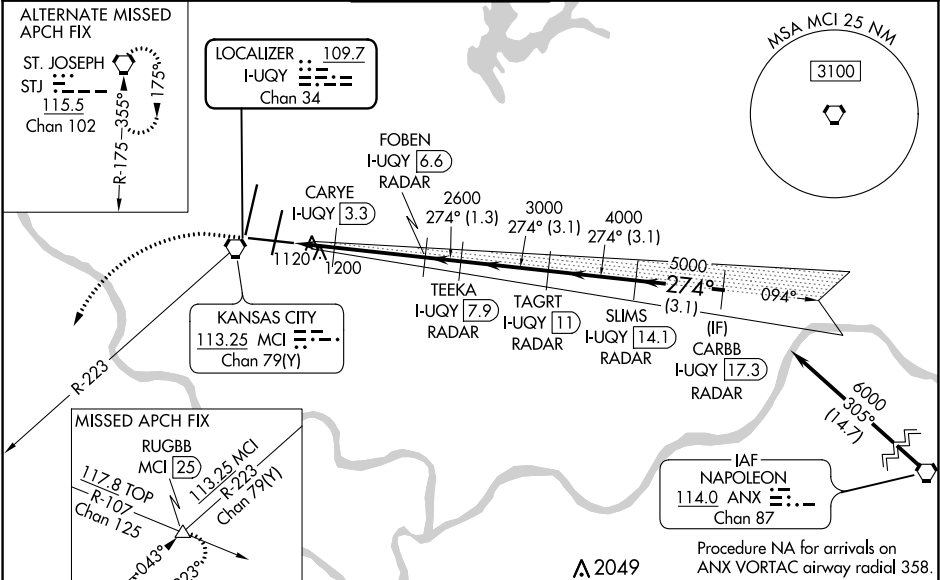 ALTERNATE MISSED
APCH FIX
ST. JOSEPH
STJ
115.5
Chan 102
R-175
355°
175°
LOCALIZER 109.7
I-UQY
Chan 34
MSA MCI 25 NM
3100
FOBEN
I-UQY 6.6
RADAR
CARYE
I-UQY 3.3
2600
274° (1.3)
3000
274° (3.1)
4000
274° (3.1)
5000
274°
(3.1)
094°
1120
1200
TEEKA
I-UQY 7.9
RADAR
TAGRT
I-UQY 11
RADAR
SLIMS
I-UQY 14.1
RADAR
(IF)
CARBB
I-UQY 17.3
RADAR
KANSAS CITY
113.25 MCI
Chan 79(Y)
R-223
6000
305°
(14.7)
IAF
NAPOLEON
114.0 ANX
Chan 87
MISSED APCH FIX
RUGBB
MCI 25
117.8 TOP
R-107
Chan 125
113.25 MCI
R-223
Chan 79(Y)
043°
223°
2049
Procedure NA for arrivals on
ANX VORTAC airway radial 358.